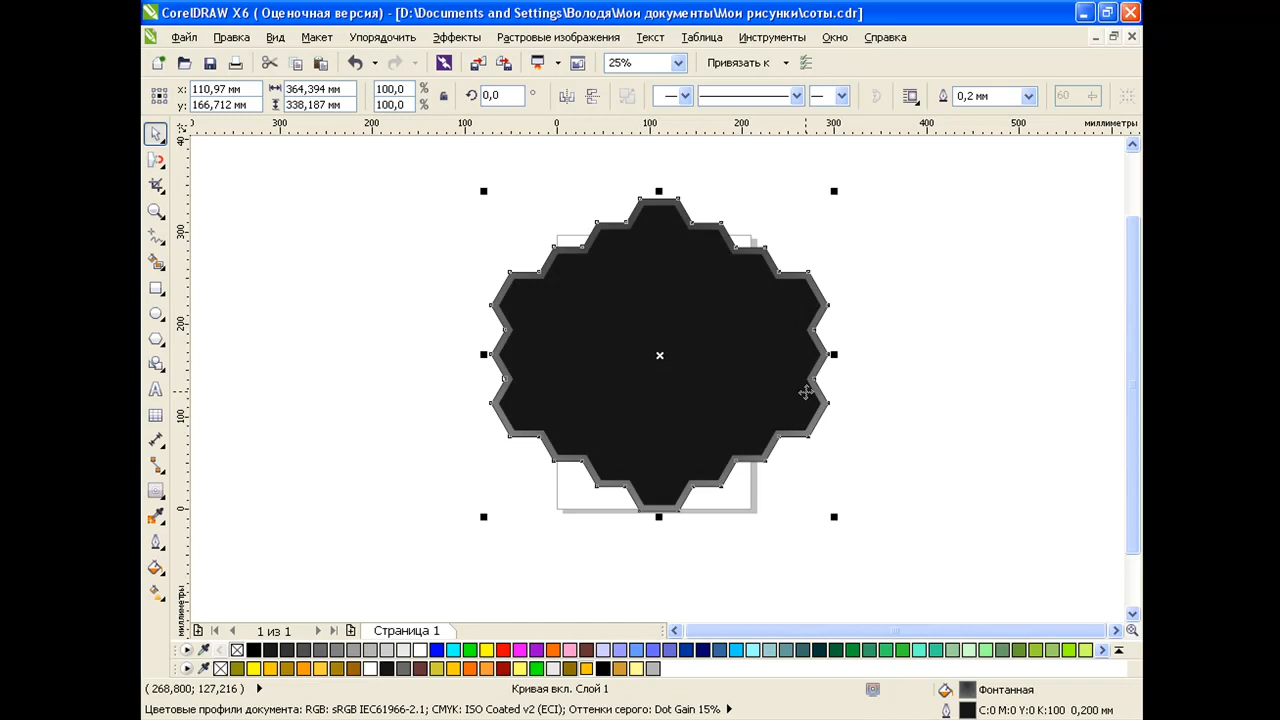 CorelDRAW X6 ( Оценочная версия) - [D:\Documents and Settings\Володя\Мои документы\Мои рисунки\соты.cdr]
Файл Правка Вид Макет Упорядочить Эффекты Растровые изображения Текст Таблица Инструменты Окно Справка
25% Привязать к
x: 110,97 мм 364,394 мм 100,0 %
y: 166,712 мм 338,187 мм 100,0 %
0,0 ° 0,2 мм 60
300 200 100 0 100 200 300 400 500 миллиметры
300
200
100
0
миллиметры
1 из 1 Страница 1
( 268,800; 127,216 ) Кривая вкл. Слой 1 Фонтанная
Цветовые профили документа: RGB: sRGB IEC61966-2.1; CMYK: ISO Coated v2 (ECI); Оттенки серого: Dot Gain 15% C:0 M:0 Y:0 K:100 0,200 мм